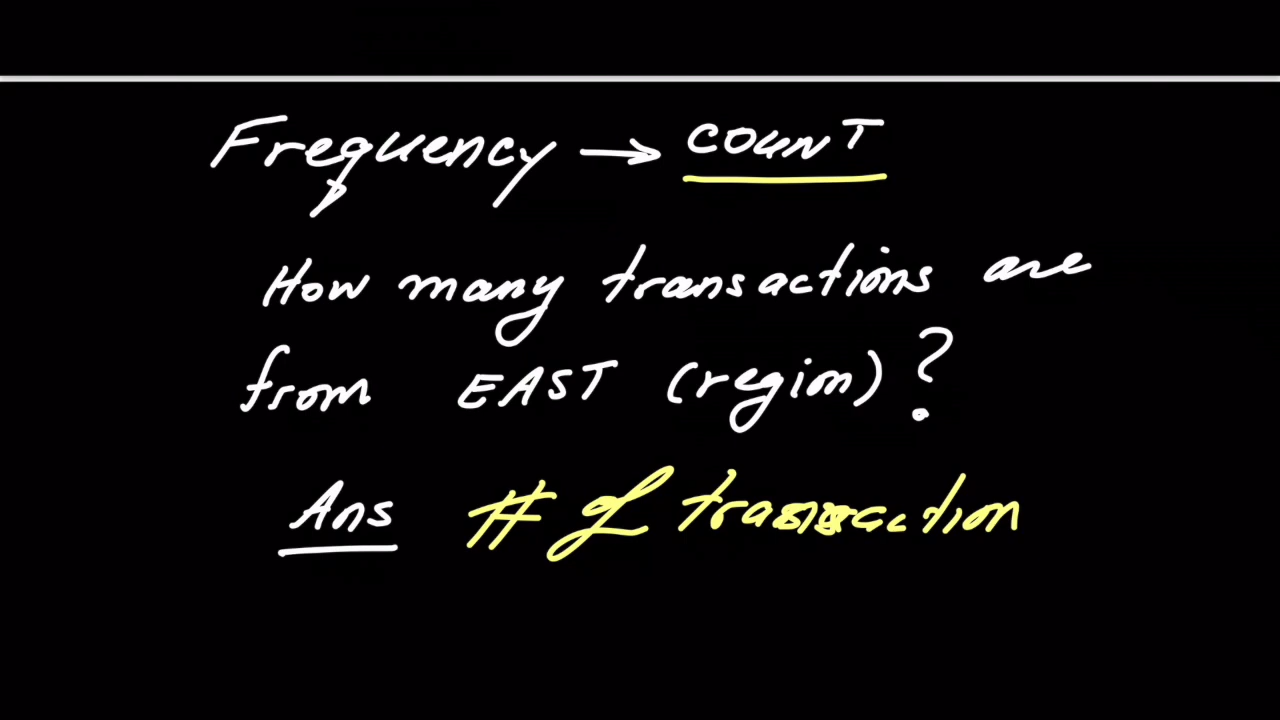 Frequency → COUNT
How many transactions are
from EAST (region)?
Ans # of transaction